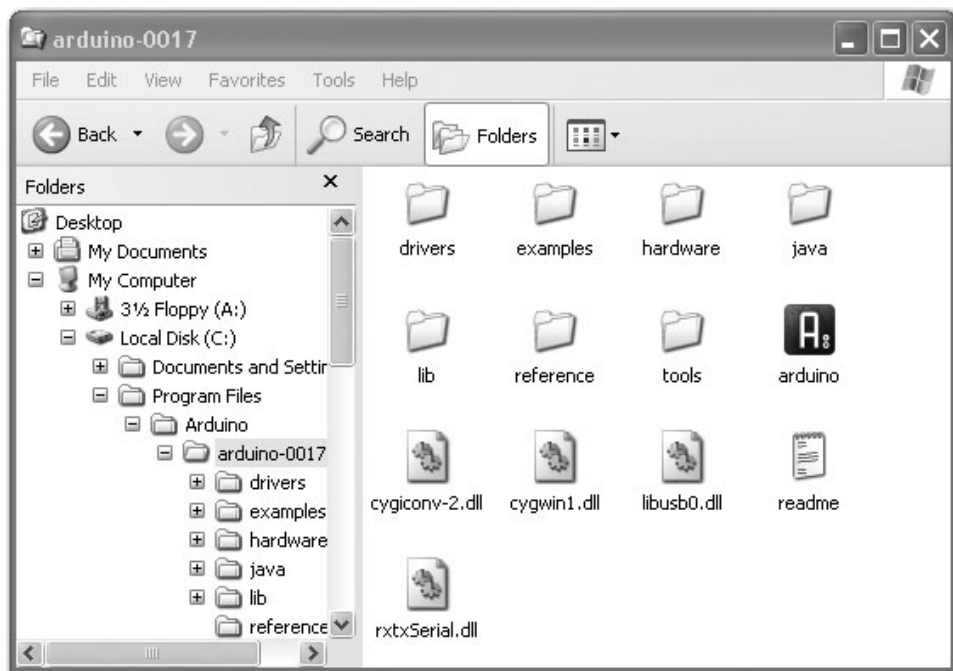 arduino-0017
File Edit View Favorites Tools Help
Back Search Folders
Folders
Desktop
My Documents
My Computer
3½ Floppy (A:)
Local Disk (C:)
Documents and Settir
Program Files
Arduino
arduino-0017
drivers
examples
hardware
java
lib
reference
drivers examples hardware java
lib reference tools arduino
cygiconv-2.dll cygwin1.dll libusb0.dll readme
rxtxSerial.dll